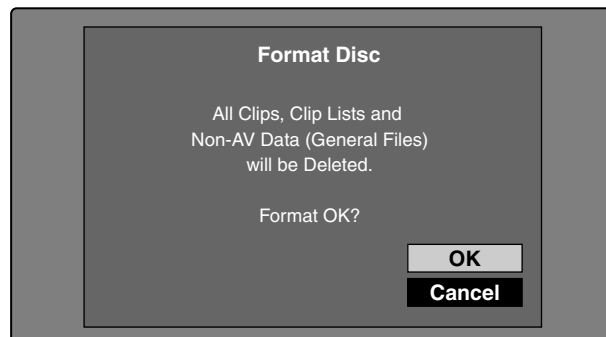 Format Disc
All Clips, Clip Lists and
Non-AV Data (General Files)
will be Deleted.
Format OK?
OK
Cancel